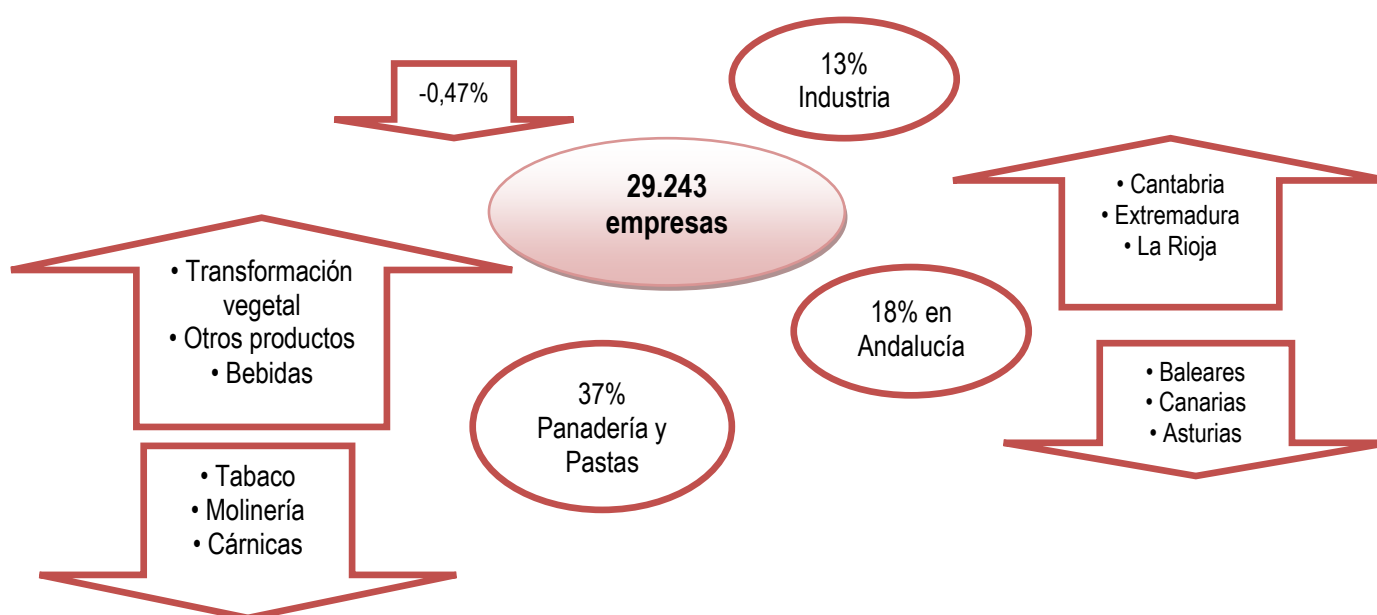 -0,47%
13%
Industria
29.243
empresas
• Cantabria
• Extremadura
• La Rioja
• Transformación
vegetal
• Otros productos
• Bebidas
18% en
Andalucía
37%
Panadería y
Pastas
• Baleares
• Canarias
• Asturias
• Tabaco
• Molinería
• Cárnicas